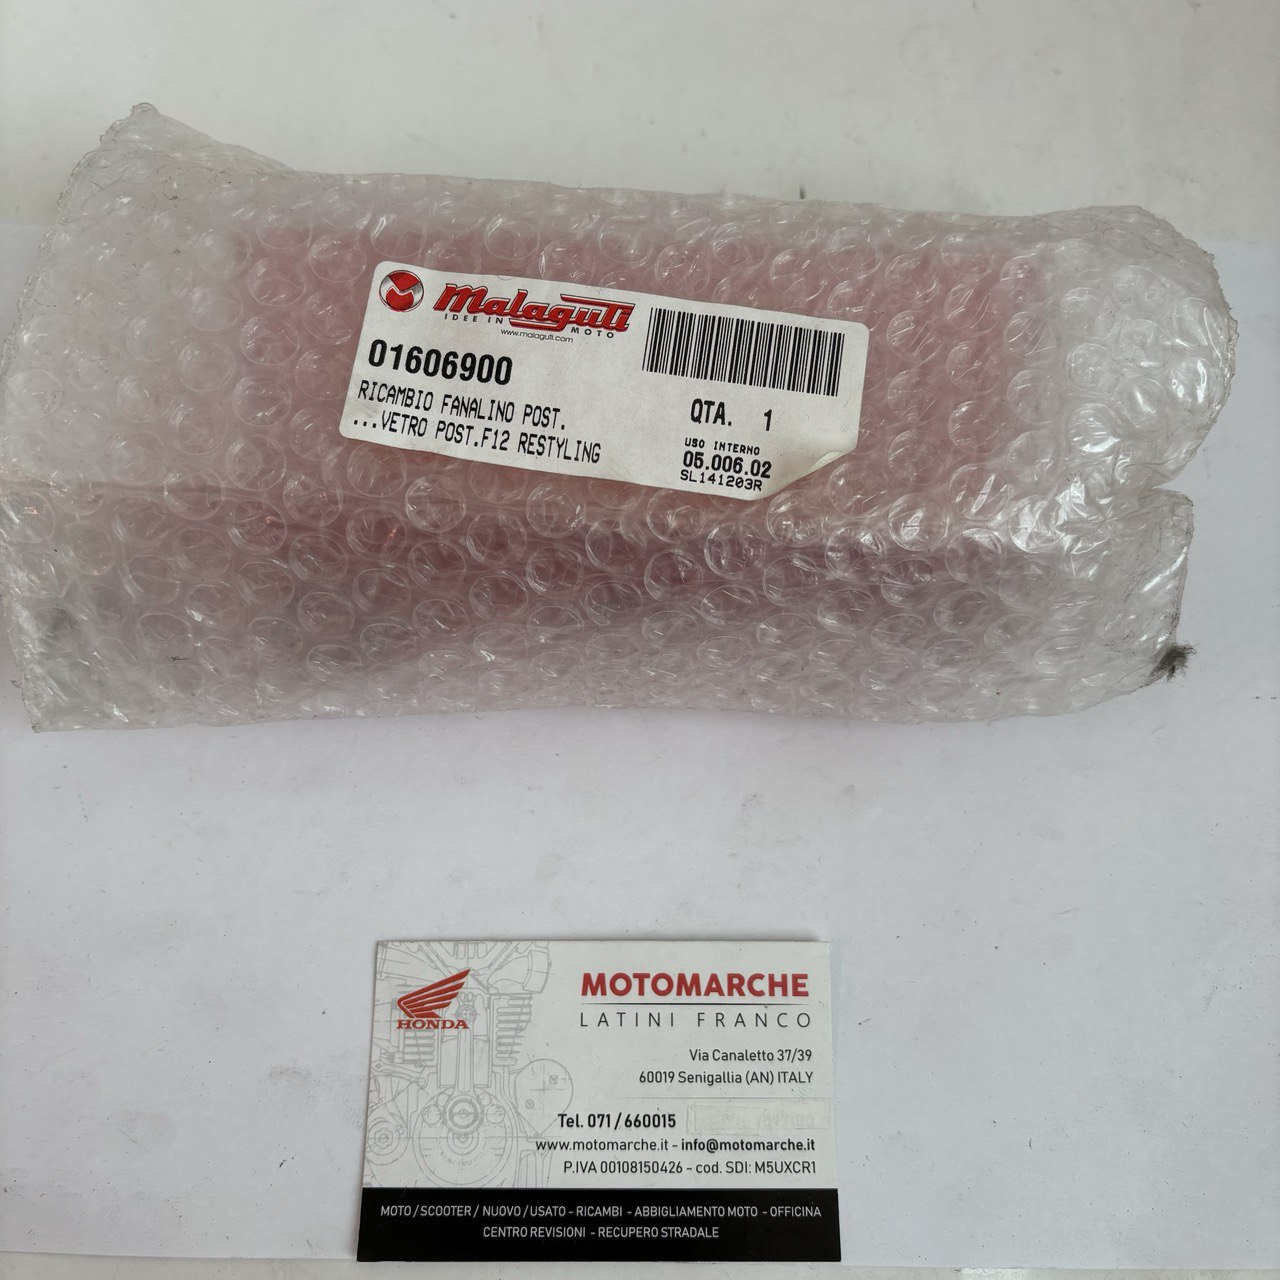 Malaguti
IDEE IN MOTO
www.malaguti.com
01606900
RICAMBIO FANALINO POST.
...VETRO POST.F12 RESTYLING
QTA. 1
USO INTERNO
05.006.02
SL141203R
HONDA
MOTOMARCHE
LATINI FRANCO
Via Canaletto 37/39
60019 Senigallia (AN) ITALY
Tel. 071/660015
www.motomarche.it - info@motomarche.it
P.IVA 00108150426 - cod. SDI: M5UXCR1
MOTO / SCOOTER / NUOVO / USATO - RICAMBI - ABBIGLIAMENTO MOTO - OFFICINA
CENTRO REVISIONI - RECUPERO STRADALE